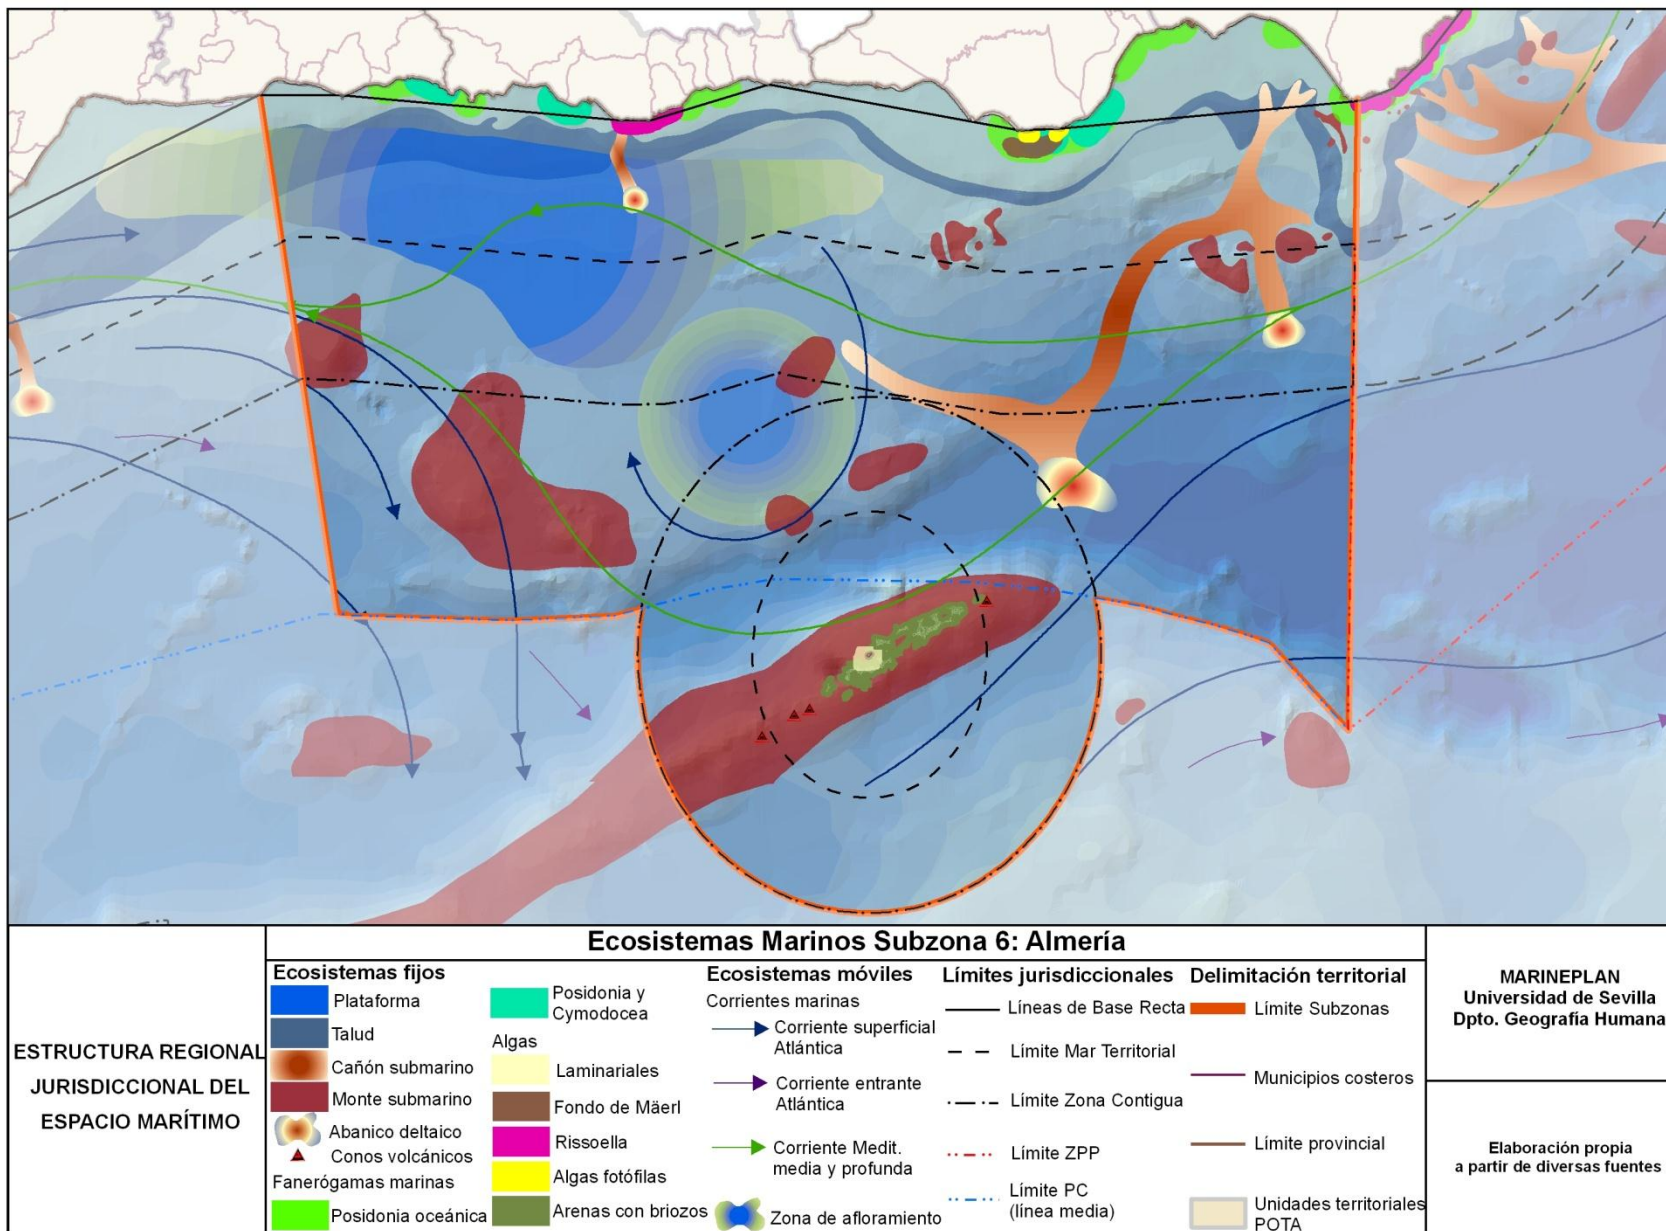 ESTRUCTURA REGIONAL
JURISDICCIONAL DEL
ESPACIO MARÍTIMO
Ecosistemas Marinos Subzona 6: Almería
Ecosistemas fijos
Plataforma
Talud
Cañón submarino
Monte submarino
Abanico deltaico
Conos volcánicos
Fanerógamas marinas
Posidonia oceánica
Posidonia y
Cymodocea
Algas
Laminariales
Fondo de Mäerl
Rissoella
Algas fotófilas
Arenas con briozos
Ecosistemas móviles
Corrientes marinas
Corriente superficial
Atlántica
Corriente entrante
Atlántica
Corriente Medit.
media y profunda
Zona de afloramiento
Límites jurisdiccionales
Líneas de Base Recta
Límite Mar Territorial
Límite Zona Contigua
Límite ZPP
Límite PC
(línea media)
Delimitación territorial
Límite Subzonas
Municipios costeros
Límite provincial
Unidades territoriales
POTA
MARINEPLAN
Universidad de Sevilla
Dpto. Geografía Humana
Elaboración propia
a partir de diversas fuentes